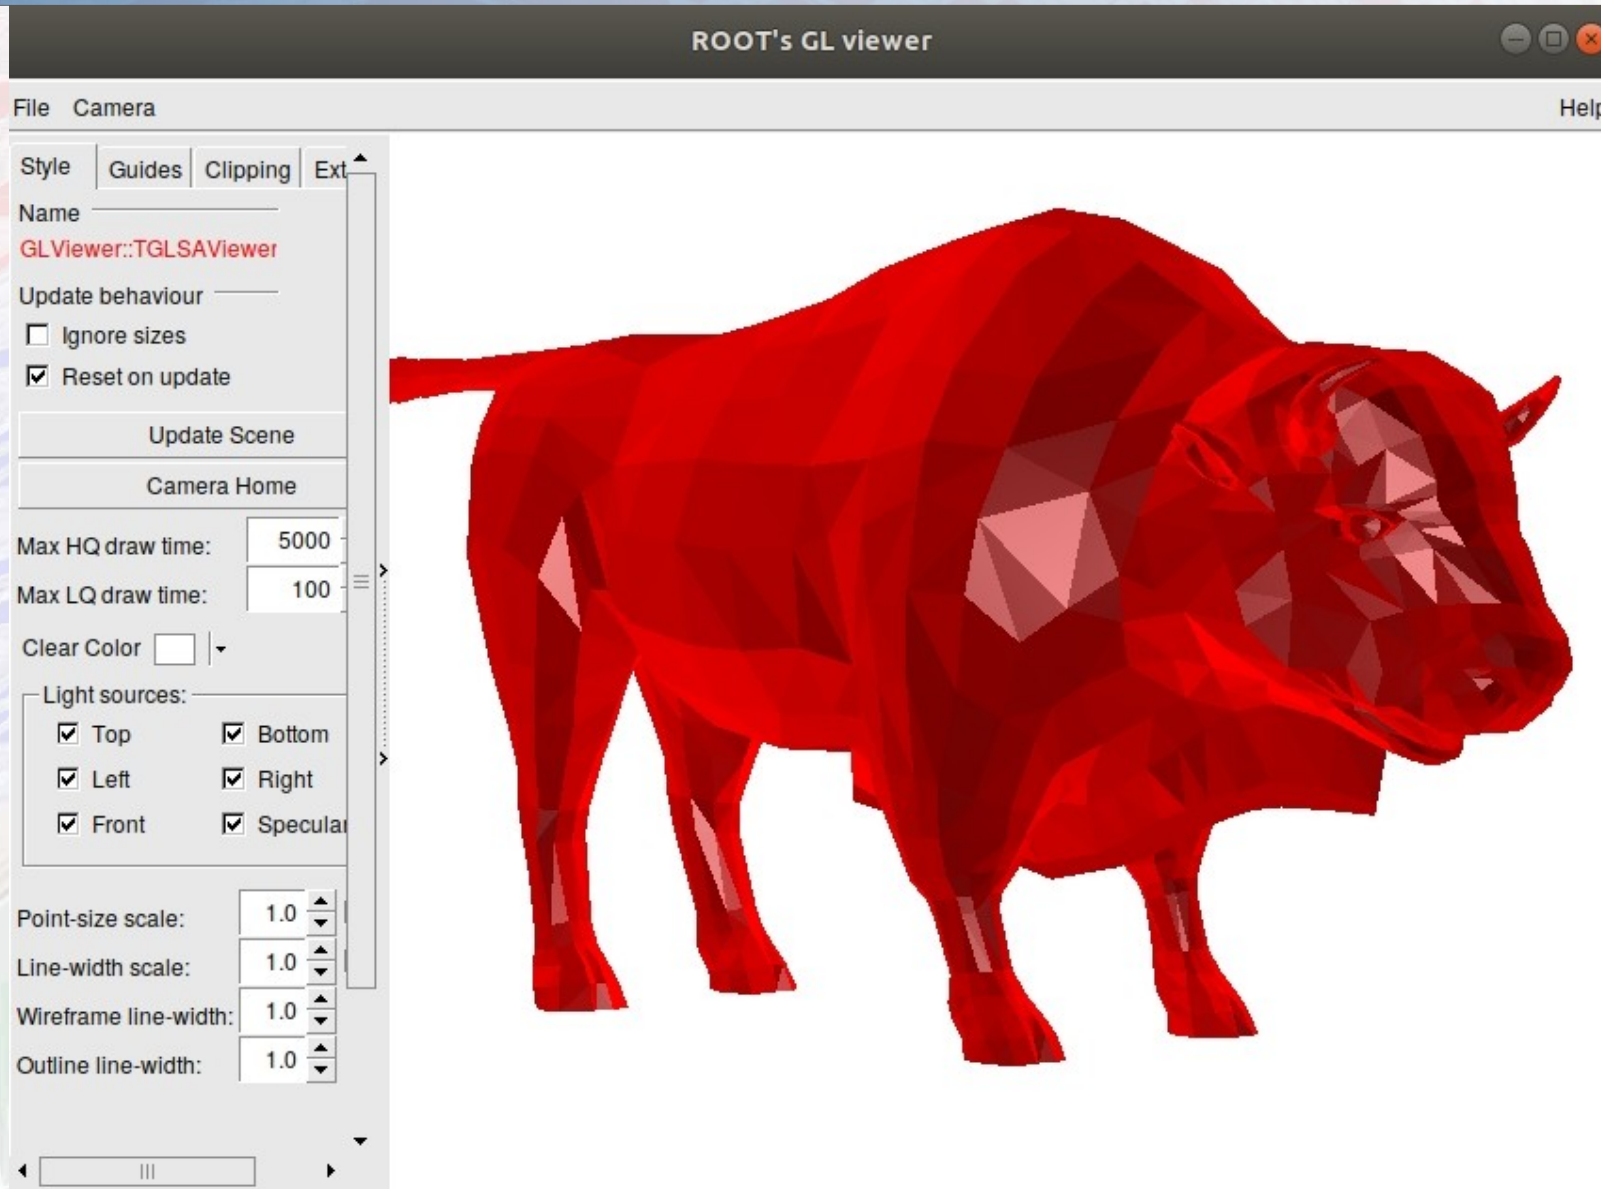 ROOT's GL viewer
File Camera Help
Style Guides Clipping Ext
Name
GLViewer::TGLSAViewer
Update behaviour
Ignore sizes
Reset on update
Update Scene
Camera Home
Max HQ draw time: 5000
Max LQ draw time: 100
Clear Color
Light sources:
Top Bottom
Left Right
Front Specular
Point-size scale: 1.0
Line-width scale: 1.0
Wireframe line-width: 1.0
Outline line-width: 1.0